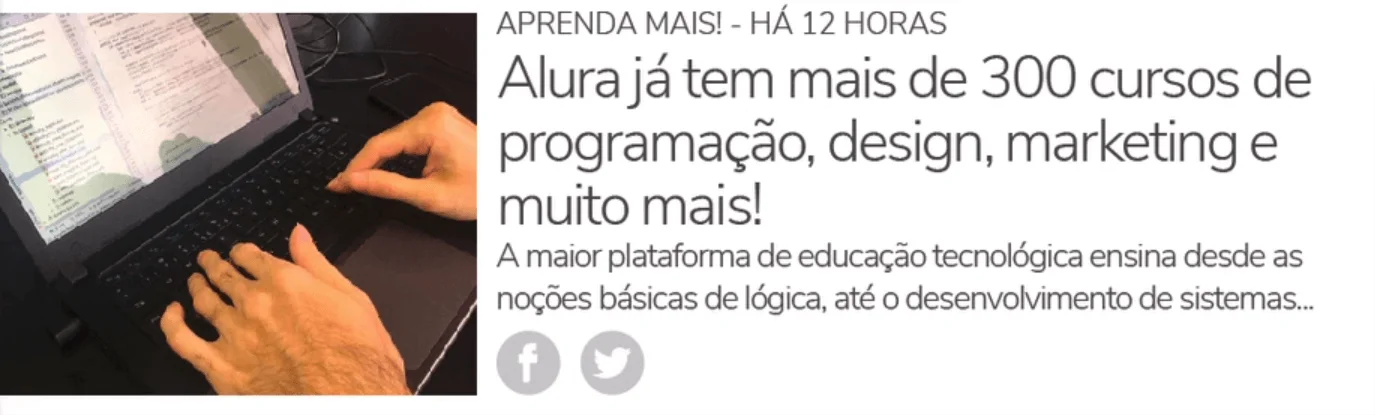 APRENDA MAIS! - HÁ 12 HORAS
Alura já tem mais de 300 cursos de
programação, design, marketing e
muito mais!
A maior plataforma de educação tecnológica ensina desde as
noções básicas de lógica, até o desenvolvimento de sistemas...